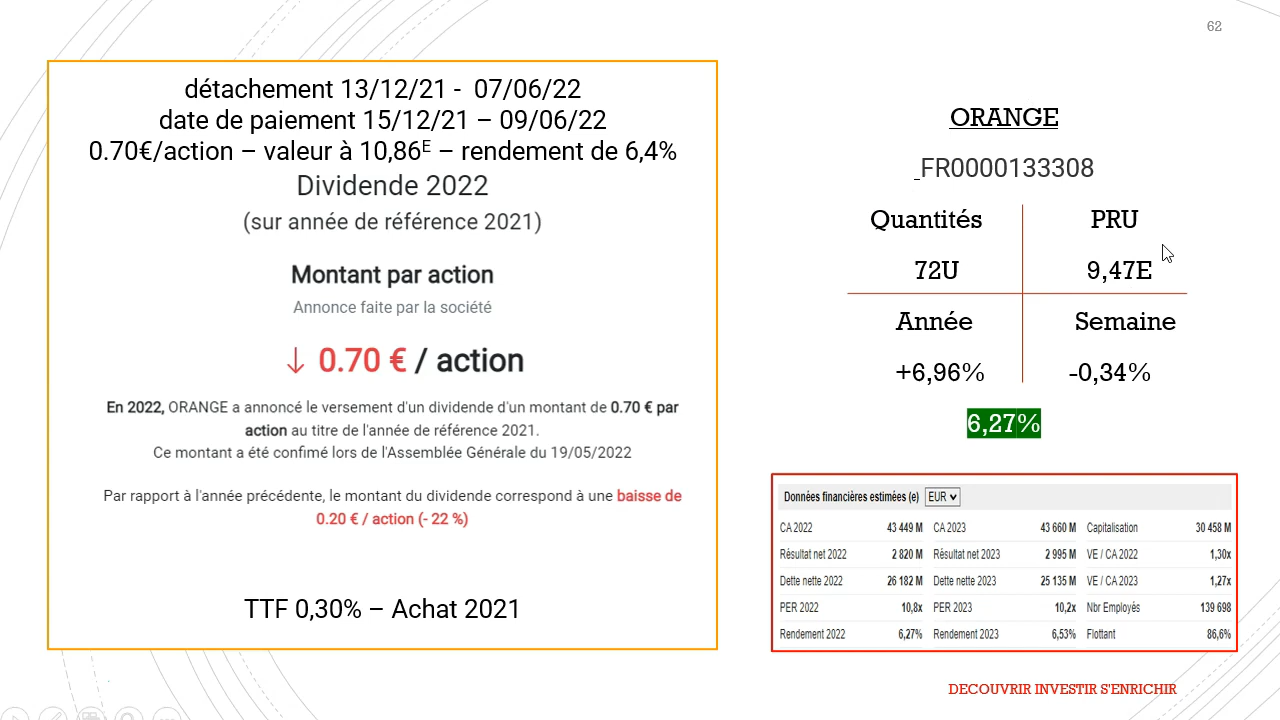 62
détachement 13/12/21 - 07/06/22
date de paiement 15/12/21 – 09/06/22
0.70€/action – valeur à 10,86ᴱ – rendement de 6,4%
Dividende 2022
(sur année de référence 2021)
Montant par action
Annonce faite par la société
↓ 0.70 € / action
En 2022, ORANGE a annoncé le versement d'un dividende d'un montant de 0.70 € par
action au titre de l'année de référence 2021.
Ce montant a été confimé lors de l'Assemblée Générale du 19/05/2022
Par rapport à l'année précédente, le montant du dividende correspond à une baisse de
0.20 € / action (- 22 %)
TTF 0,30% – Achat 2021
ORANGE
_FR0000133308
Quantités PRU
72U 9,47E
Année Semaine
+6,96% -0,34%
6,27%
Données financières estimées (e) EUR
CA 2022 43 449 M CA 2023 43 660 M Capitalisation 30 458 M
Résultat net 2022 2 820 M Résultat net 2023 2 995 M VE / CA 2022 1,30x
Dette nette 2022 26 182 M Dette nette 2023 25 135 M VE / CA 2023 1,27x
PER 2022 10,8x PER 2023 10,2x Nbr Employés 139 698
Rendement 2022 6,27% Rendement 2023 6,53% Flottant 86,6%
DECOUVRIR INVESTIR S'ENRICHIR